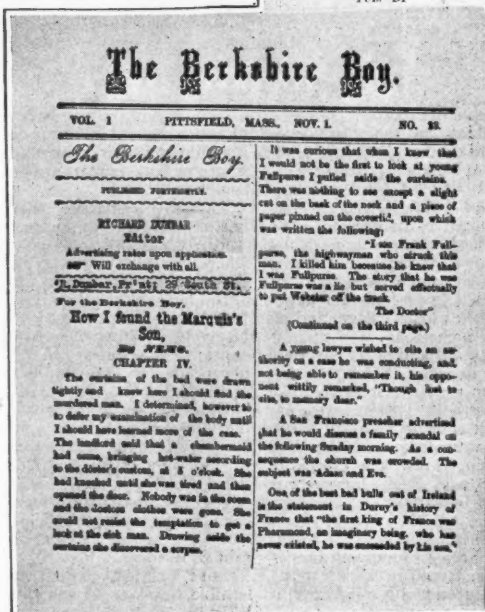 The Berkshire Boy.
VOL. 1 PITTSFIELD, MASS., NOV. 1. NO. 23.
The Berkshire Boy.
PUBLISHED FORTNIGHTLY.
RICHARD DUNBAR
Editor
Advertising rates upon application.
Will exchange with all.
R. Dunbar, Print; 29 South St.
For the Berkshire Boy.
How I found the Marquis's
Son,
By NEMO.
CHAPTER IV.
The curtains of the bed were drawn
tightly and knew here I should find the
murdered man. I determined, however to
to defer my examination of the body until
I should have learned more of the case.
The landlord said that a chambermaid
had come, bringing hot-water according
to the doctor's custom, at 8 o'clock. She
had knocked until she was tired and then
opened the door. Nobody was in the room
and the doctors clothes were gone. She
could not resist the temptation to get a
look at the sick man. Drawing aside the
curtains she discovered a corpse.
It was curious that when I knew that
I would not be the first to look at young
Fullpurse I pulled aside the curtains.
There was nothing to see except a slight
cut on the back of the neck and a piece of
paper pinned on the coverlid, upon which
was written the following;
"I am Frank Full-
purse, the highwayman who struck this
man. I killed him because he knew that
I was Fullpurse. The story that he was
Fullpurse was a lie but served effectually
to put Webster off the track.
The Doctor"
(Continued on the third page.)
A young lawyer wished to cite an au-
thority on a case he was conducting, and,
not being able to remember it, his oppo-
nent wittily remarked, "Though lost to
cite, to memory dear."
A San Francisco preacher advertised
that he would discuss a family scandal on
the following Sunday morning. As a con-
sequence the church was crowded. The
subject was Adam and Eve.
One of the best bad bulls out of Ireland
is the statement in Duruy's history of
France that "the first king of France was
Pharamond, an imaginary being, who has
never existed, he was succeeded by his son."